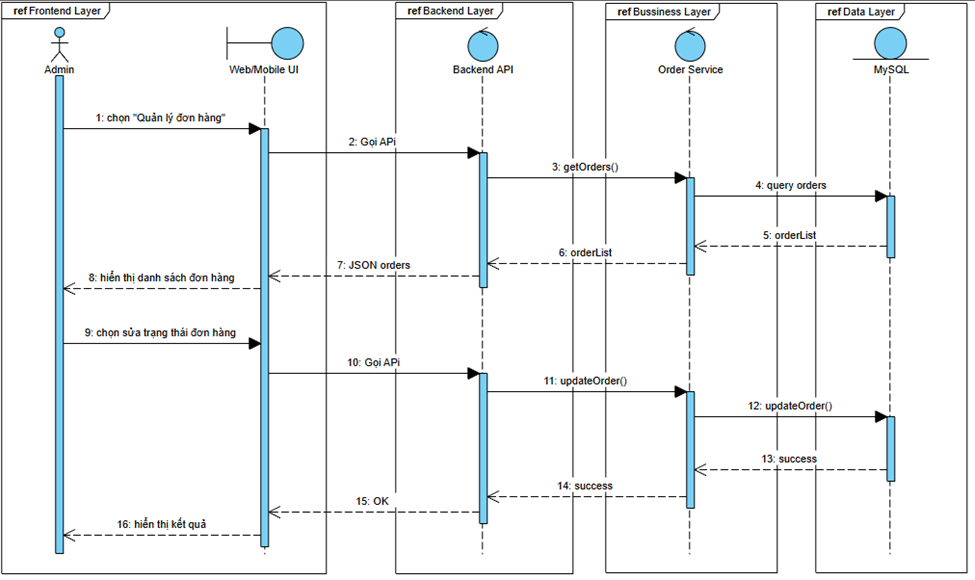 ref Frontend Layer
ref Backend Layer
ref Bussiness Layer
ref Data Layer
Admin
Web/Mobile UI
Backend API
Order Service
MySQL
1: chọn "Quản lý đơn hàng"
2: Gọi APi
3: getOrders()
4: query orders
5: orderList
6: orderList
7: JSON orders
8: hiển thị danh sách đơn hàng
9: chọn sửa trạng thái đơn hàng
10: Gọi APi
11: updateOrder()
12: updateOrder()
13: success
14: success
15: OK
16: hiển thị kết quả